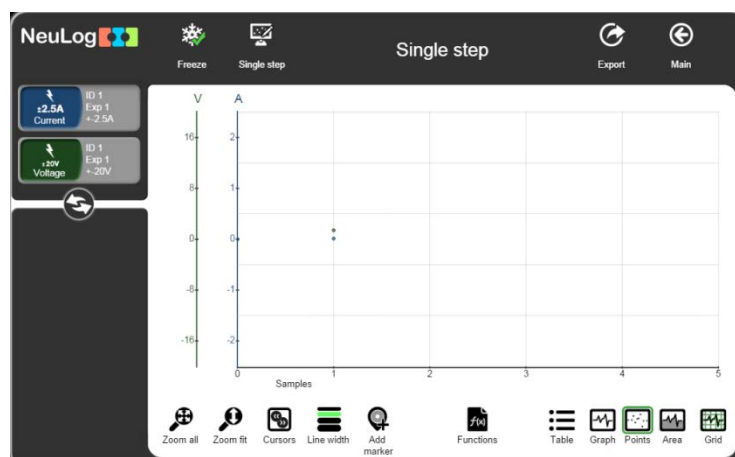 NeuLog
Freeze
Single step
Single step
Export
Main
±2.5A
Current
ID 1
Exp 1
+-2.5A
±20V
Voltage
ID 1
Exp 1
+-20V
V
A
16
2
8
1
0
0
-8
-1
-16
-2
0
1
2
3
4
5
Samples
Zoom all
Zoom fit
Cursors
Line width
Add
marker
f(x)
Functions
Table
Graph
Points
Area
Grid